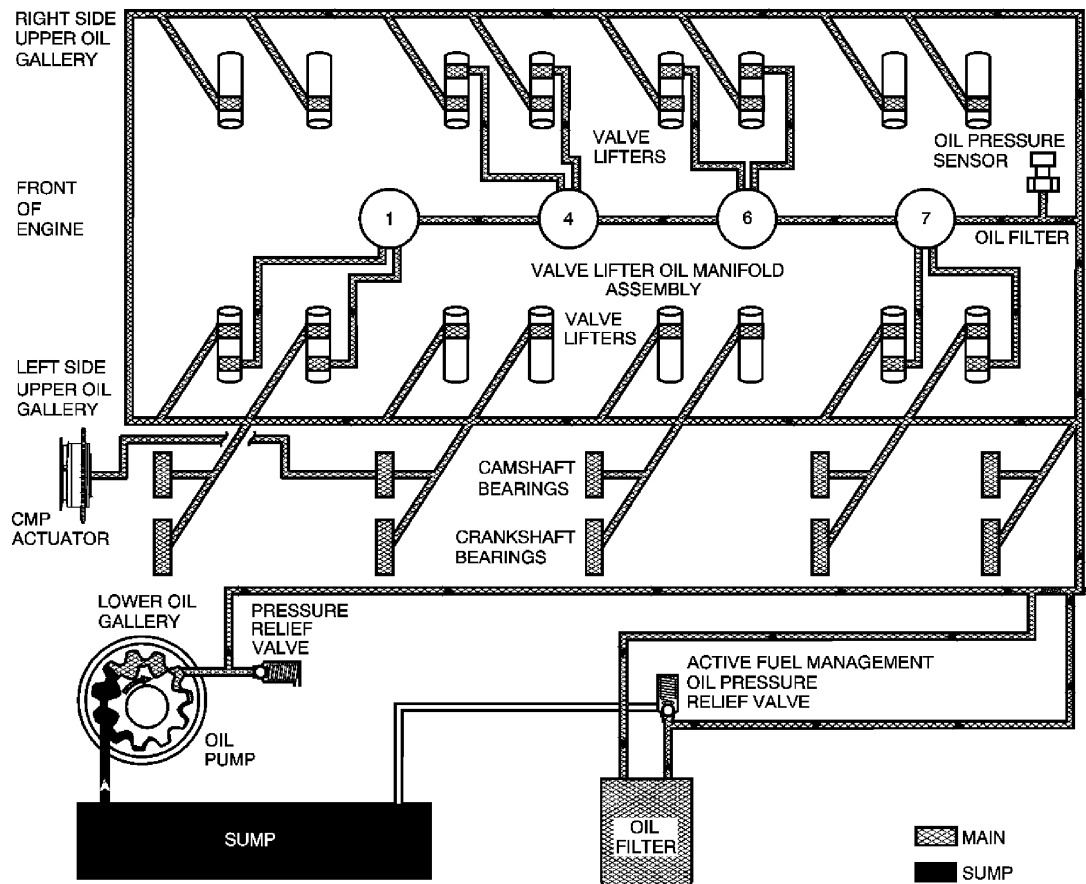 RIGHT SIDE
UPPER OIL
GALLERY
VALVE
LIFTERS
OIL PRESSURE
SENSOR
FRONT
OF
ENGINE
1
4
6
7
OIL FILTER
VALVE LIFTER OIL MANIFOLD
ASSEMBLY
VALVE
LIFTERS
LEFT SIDE
UPPER OIL
GALLERY
CAMSHAFT
BEARINGS
CMP
ACTUATOR
CRANKSHAFT
BEARINGS
LOWER OIL
GALLERY
PRESSURE
RELIEF
VALVE
ACTIVE FUEL MANAGEMENT
OIL PRESSURE
RELIEF VALVE
OIL
PUMP
SUMP
OIL
FILTER
MAIN
SUMP